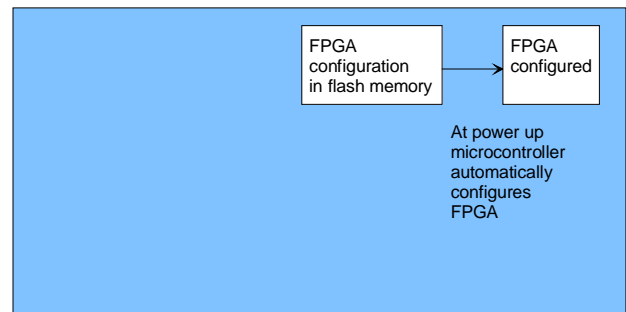 FPGA
configuration
in flash memory
FPGA
configured
At power up
microcontroller
automatically
configures
FPGA